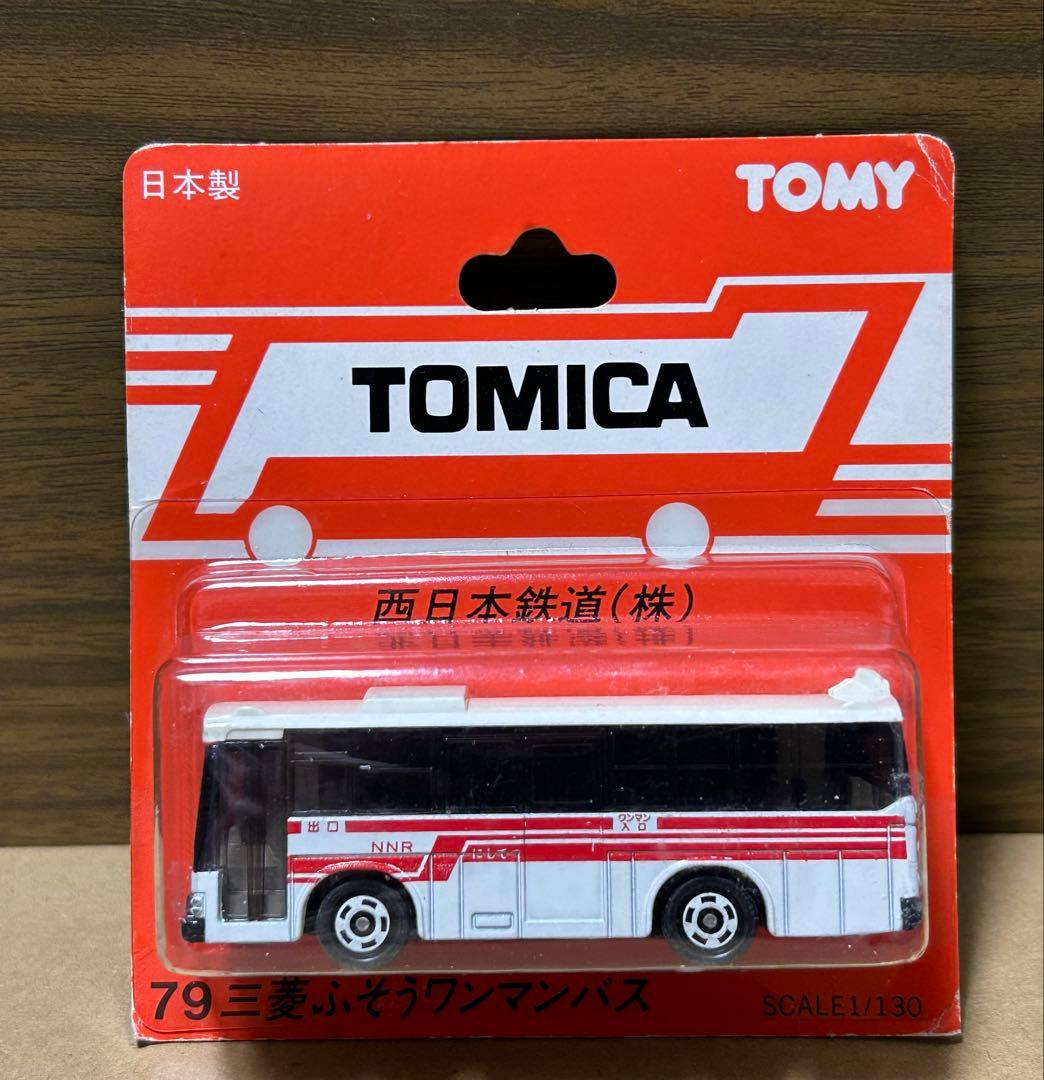 日本製
TOMY
TOMICA
西日本鉄道(株)
出口
NNR
にしてつ
ワンマン
入口
79 三菱ふそうワンマンバス
SCALE1/130